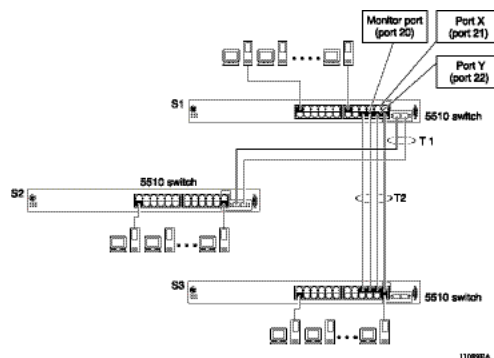 Monitor port
(port 20)
Port X
(port 21)
Port Y
(port 22)
S1
5510 switch
T1
S2
5510 switch
T2
S3
5510 switch